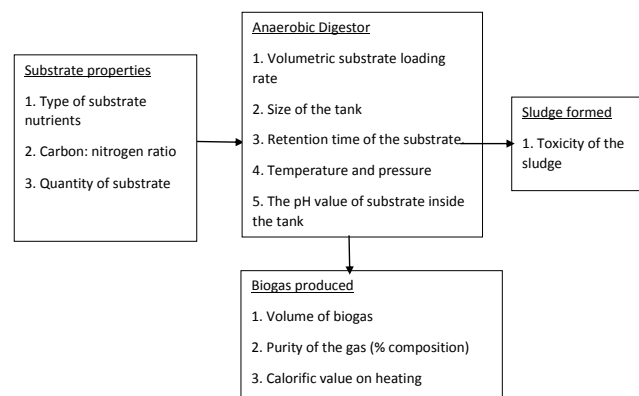 Substrate properties
1. Type of substrate
nutrients
2. Carbon: nitrogen ratio
3. Quantity of substrate
Anaerobic Digestor
1. Volumetric substrate loading
rate
2. Size of the tank
3. Retention time of the substrate
4. Temperature and pressure
5. The pH value of substrate inside
the tank
Sludge formed
1. Toxicity of the
sludge
Biogas produced
1. Volume of biogas
2. Purity of the gas (% composition)
3. Calorific value on heating